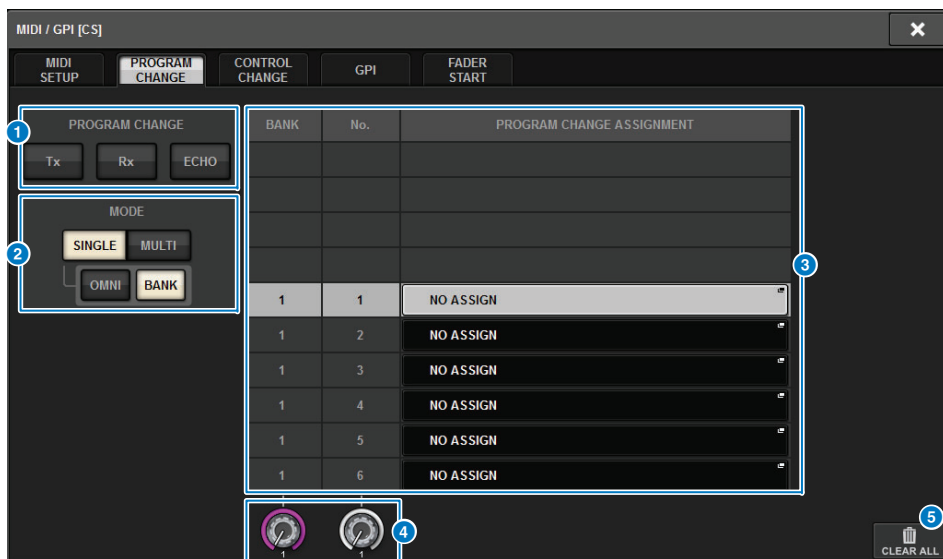 MIDI / GPI [CS]
MIDI SETUP
PROGRAM CHANGE
CONTROL CHANGE
GPI
FADER START
1
PROGRAM CHANGE
Tx Rx ECHO
2
MODE
SINGLE MULTI
OMNI BANK
3
BANK No. PROGRAM CHANGE ASSIGNMENT
1 1 NO ASSIGN
1 2 NO ASSIGN
1 3 NO ASSIGN
1 4 NO ASSIGN
1 5 NO ASSIGN
1 6 NO ASSIGN
1 1
4
5
CLEAR ALL